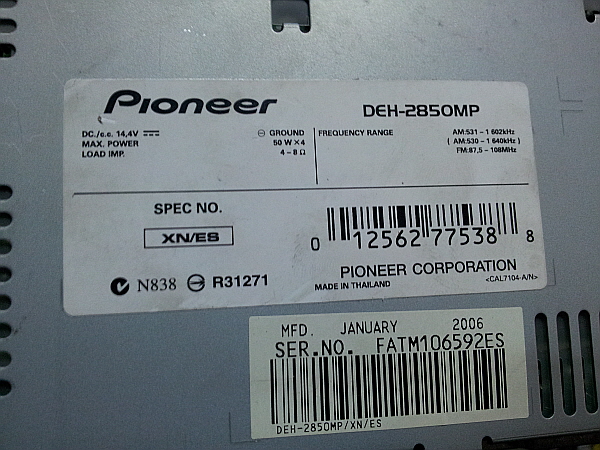 Pioneer
DEH-2850MP
DC./c.c. 14,4V ⊖ GROUND
MAX. POWER 50 W×4
LOAD IMP. 4 – 8 Ω
FREQUENCY RANGE AM:531 – 1 602kHz
( AM:530 – 1 640kHz )
FM:87,5 – 108MHz
SPEC NO.
XN/ES
0 12562 77538 8
N838 R31271
PIONEER CORPORATION
MADE IN THAILAND <CAL7104-A/N>
MFD. JANUARY 2006
SER.NO. FATM106592ES
DEH-2850MP/XN/ES